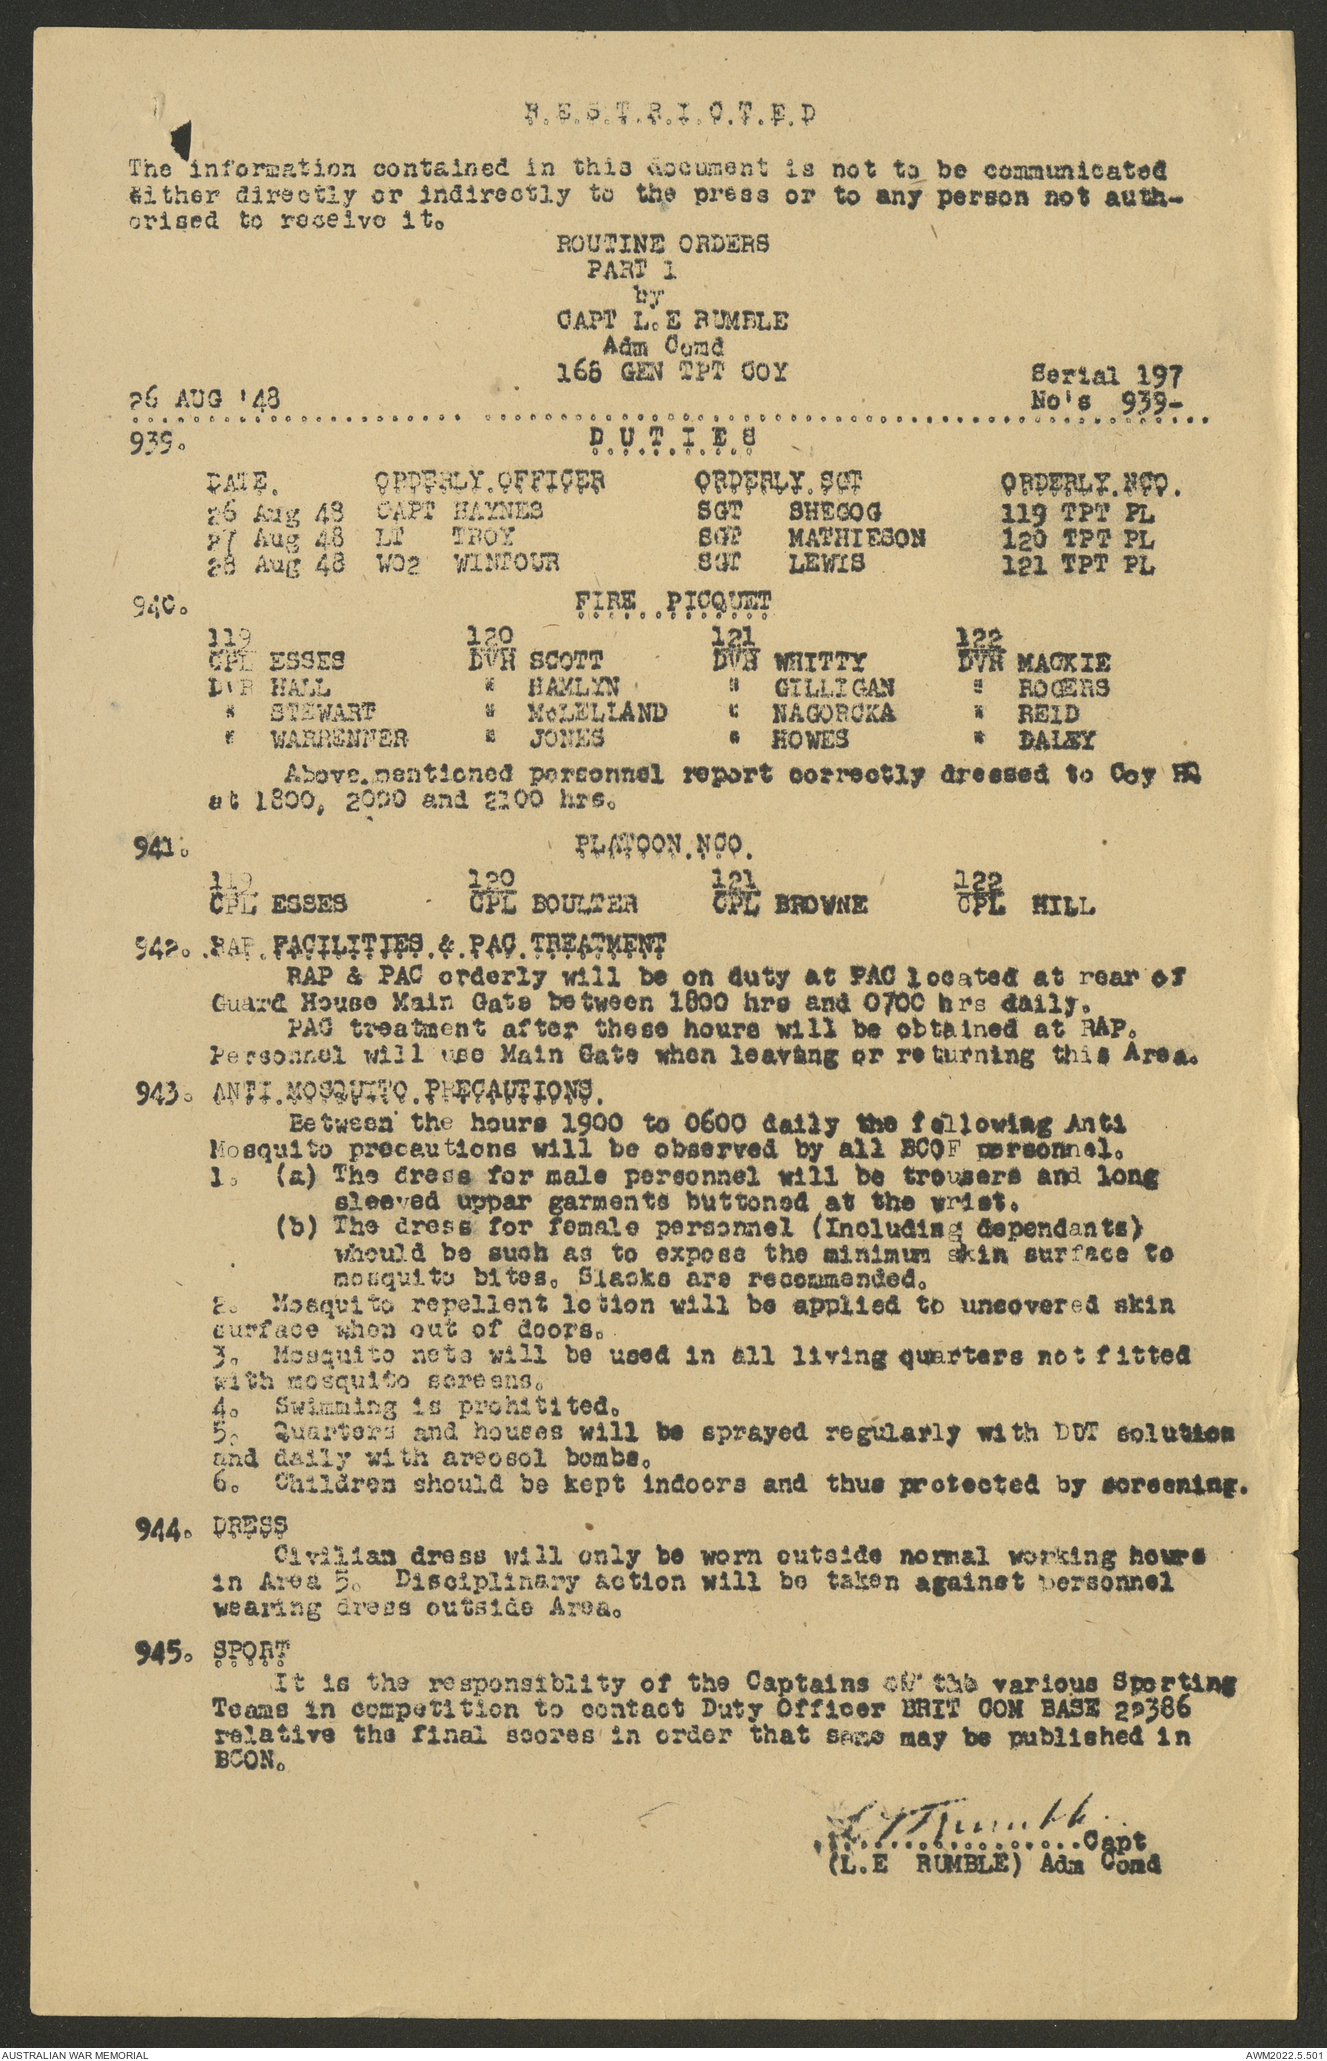 R.E.S.T.R.I.C.T.E.D
The information contained in this document is not to be communicated
either directly or indirectly to the press or to any person not auth-
orised to receive it.
ROUTINE ORDERS
PART 1
by
CAPT L.E RUMBLE
Adm Comd
168 GEN TPT COY
Serial 197
26 AUG '48 No's 939-
939. D U T I E S
DATE. ORDERLY.OFFICER ORDERLY.SGT ORDERLY.NCO.
26 Aug 48 CAPT HAYNES SGT SHEGOG 119 TPT PL
27 Aug 48 LT TROY SGT MATHIESON 120 TPT PL
28 Aug 48 WO2 WINTOUR SGT LEWIS 121 TPT PL
940. FIRE PICQUET
119 120 121 122
CPL ESSES DVR SCOTT DVR WHITTY DVR MACKIE
DVR HALL " HAMLYN " GILLIGAN " ROGERS
" STEWART " McLELLAND " NAGORCKA " REID
" WARRENNER " JONES " HOWES " DALEY
Above.mentioned personnel report correctly dressed to Coy HQ
at 1800, 2000 and 2100 hrs.
941. PLATOON.NCO.
119 120 121 122
CPL ESSES CPL BOULTER CPL BROWNE CPL HILL
942. RAP.FACILITIES.&.PAC.TREATMENT
RAP & PAC orderly will be on duty at PAC located at rear of
Guard House Main Gate between 1800 hrs and 0700 hrs daily.
PAC treatment after these hours will be obtained at RAP.
Personnel will use Main Gate when leaving or returning this Area.
943. ANTI.MOSQUITO.PRECAUTIONS.
Between the hours 1900 to 0600 daily the following Anti
Mosquito precautions will be observed by all BCOF personnel.
1. (a) The dress for male personnel will be trousers and long
sleeved uppar garments buttoned at the wrist.
(b) The dress for female personnel (Including dependants)
whould be such as to expose the minimum skin surface to
mosquito bites. Slacks are recommended.
2. Mosquito repellent lotion will be applied to uncovered skin
surface when out of doors.
3. Mosquito nets will be used in all living quarters not fitted
with mosquito screens.
4. Swimming is prohitited.
5. Quarters and houses will be sprayed regularly with DDT solution
and daily with areosol bombs.
6. Children should be kept indoors and thus protected by screening.
944. DRESS
Civilian dress will only be worn outside normal working hours
in Area 5. Disciplinary action will be taken against personnel
wearing dress outside Area.
945. SPORT
It is the responsiblity of the Captains of the various Sporting
Teams in competition to contact Duty Officer BRIT COM BASE 22386
relative the final scores in order that same may be published in
BCON.
L E Rumble
................Capt
(L.E RUMBLE) Adm Comd
AUSTRALIAN WAR MEMORIAL AWM2022.5.501